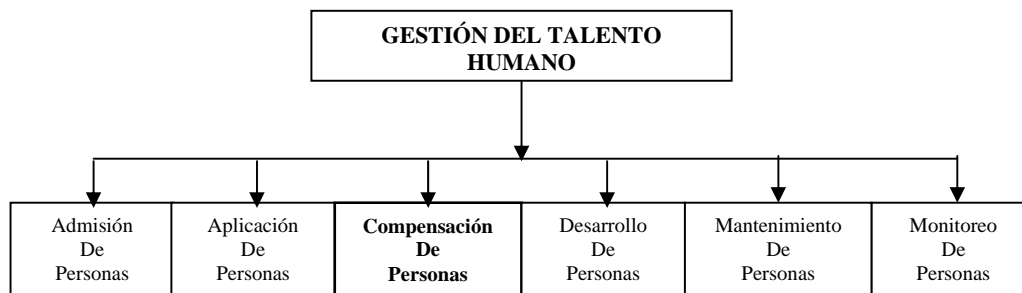 GESTIÓN DEL TALENTO
HUMANO
Admisión
De
Personas
Aplicación
De
Personas
Compensación
De
Personas
Desarrollo
De
Personas
Mantenimiento
De
Personas
Monitoreo
De
Personas